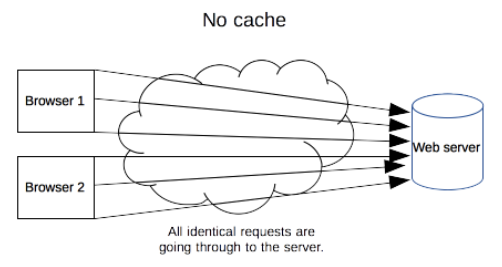 No cache
Browser 1
Web server
Browser 2
All identical requests are
going through to the server.